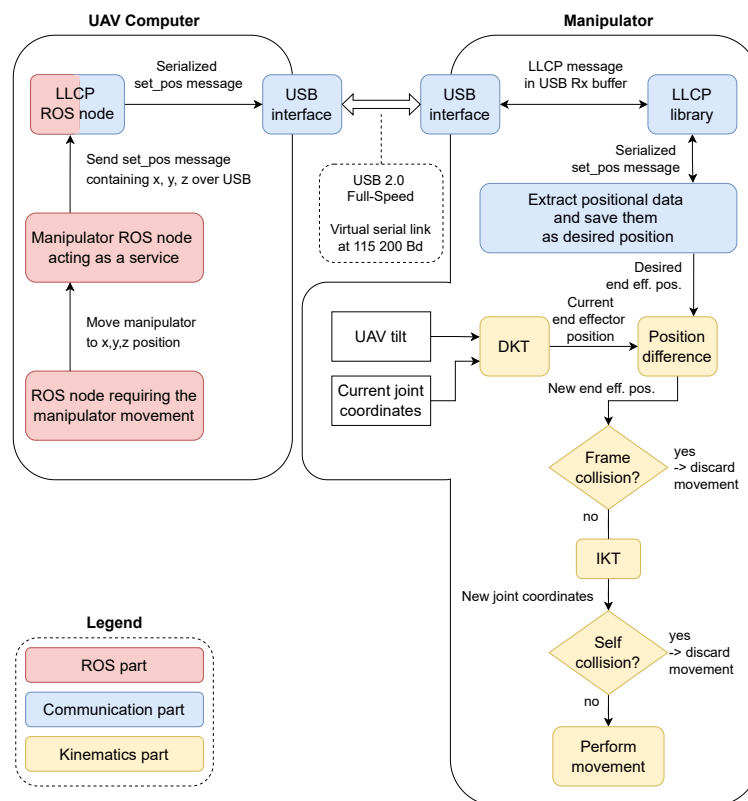 UAV Computer
LLCP
ROS node
Serialized
set_pos message
USB
interface
Send set_pos message
containing x, y, z over USB
Manipulator ROS node
acting as a service
Move manipulator
to x,y,z position
ROS node requiring the
manipulator movement
USB 2.0
Full-Speed
Virtual serial link
at 115 200 Bd
Manipulator
USB
interface
LLCP message
in USB Rx buffer
LLCP
library
Serialized
set_pos message
Extract positional data
and save them
as desired position
Desired
end eff. pos.
UAV tilt
Current joint
coordinates
DKT
Current
end effector
position
Position
difference
New end eff. pos.
Frame
collision?
yes
-> discard
movement
no
IKT
New joint coordinates
Self
collision?
yes
-> discard
movement
no
Perform
movement
Legend
ROS part
Communication part
Kinematics part